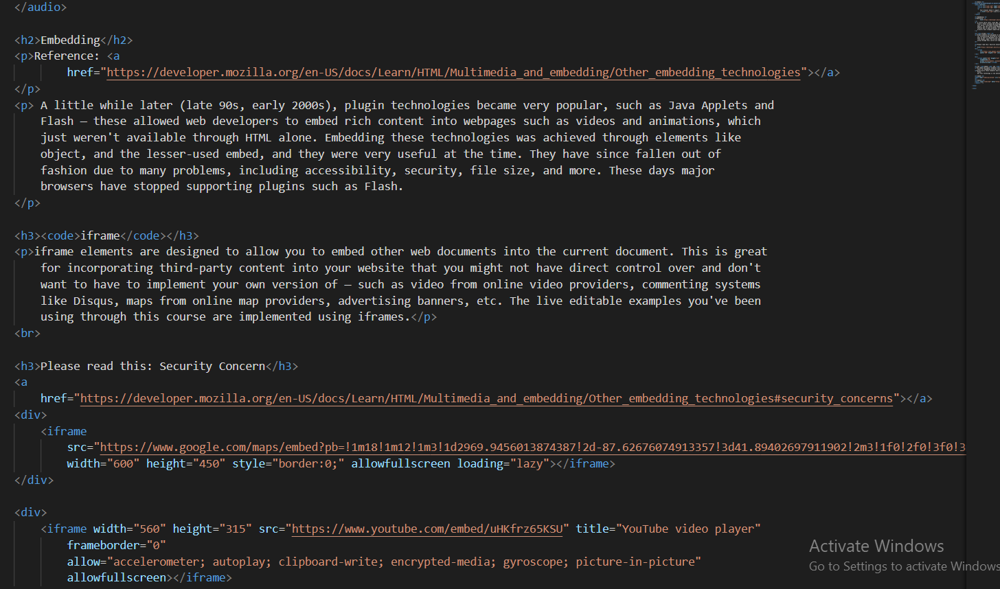 </audio>
<h2>Embedding</h2>
<p>Reference: <a
href="https://developer.mozilla.org/en-US/docs/Learn/HTML/Multimedia_and_embedding/Other_embedding_technologies"></a>
</p>
<p> A little while later (late 90s, early 2000s), plugin technologies became very popular, such as Java Applets and
Flash — these allowed web developers to embed rich content into webpages such as videos and animations, which
just weren't available through HTML alone. Embedding these technologies was achieved through elements like
object, and the lesser-used embed, and they were very useful at the time. They have since fallen out of
fashion due to many problems, including accessibility, security, file size, and more. These days major
browsers have stopped supporting plugins such as Flash.
</p>
<h3><code>iframe</code></h3>
<p>iframe elements are designed to allow you to embed other web documents into the current document. This is great
for incorporating third-party content into your website that you might not have direct control over and don't
want to have to implement your own version of — such as video from online video providers, commenting systems
like Disqus, maps from online map providers, advertising banners, etc. The live editable examples you've been
using through this course are implemented using iframes.</p>
<br>
<h3>Please read this: Security Concern</h3>
<a
href="https://developer.mozilla.org/en-US/docs/Learn/HTML/Multimedia_and_embedding/Other_embedding_technologies#security_concerns"></a>
<div>
<iframe
src="https://www.google.com/maps/embed?pb=!1m18!1m12!1m3!1d2969.9456013874387!2d-87.62676074913357!3d41.89402697911902!2m3!1f0!2f0!3f0!3
width="600" height="450" style="border:0;" allowfullscreen loading="lazy"></iframe>
</div>
<div>
<iframe width="560" height="315" src="https://www.youtube.com/embed/uHKfrz65KSU" title="YouTube video player"
frameborder="0"
allow="accelerometer; autoplay; clipboard-write; encrypted-media; gyroscope; picture-in-picture"
allowfullscreen></iframe>
Activate Windows
Go to Settings to activate Windows